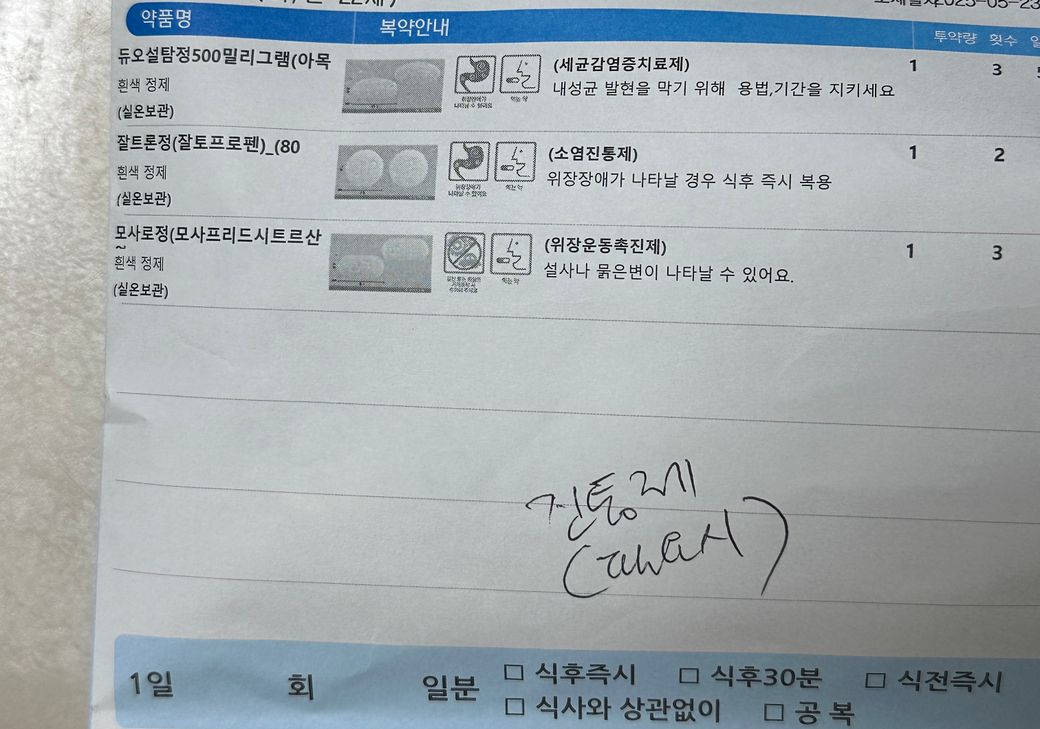 약품명 복약안내 투약량 횟수
듀오설탐정500밀리그램(아목 (세균감염증치료제) 1 3
흰색 정제 내성균 발현을 막기 위해 용법,기간을 지키세요
(실온보관)
잘트론정(잘토프로펜)_(80 (소염진통제) 1 2
흰색 정제 위장장애가 나타날 경우 식후 즉시 복용
(실온보관)
모사로정(모사프리드시트르산 (위장운동촉진제) 1 3
~
흰색 정제 설사나 묽은변이 나타날 수 있어요.
(실온보관)
진통제
(필요시)
1일 회 일분 □ 식후즉시 □ 식후30분 □ 식전즉시
□ 식사와 상관없이 □ 공 복